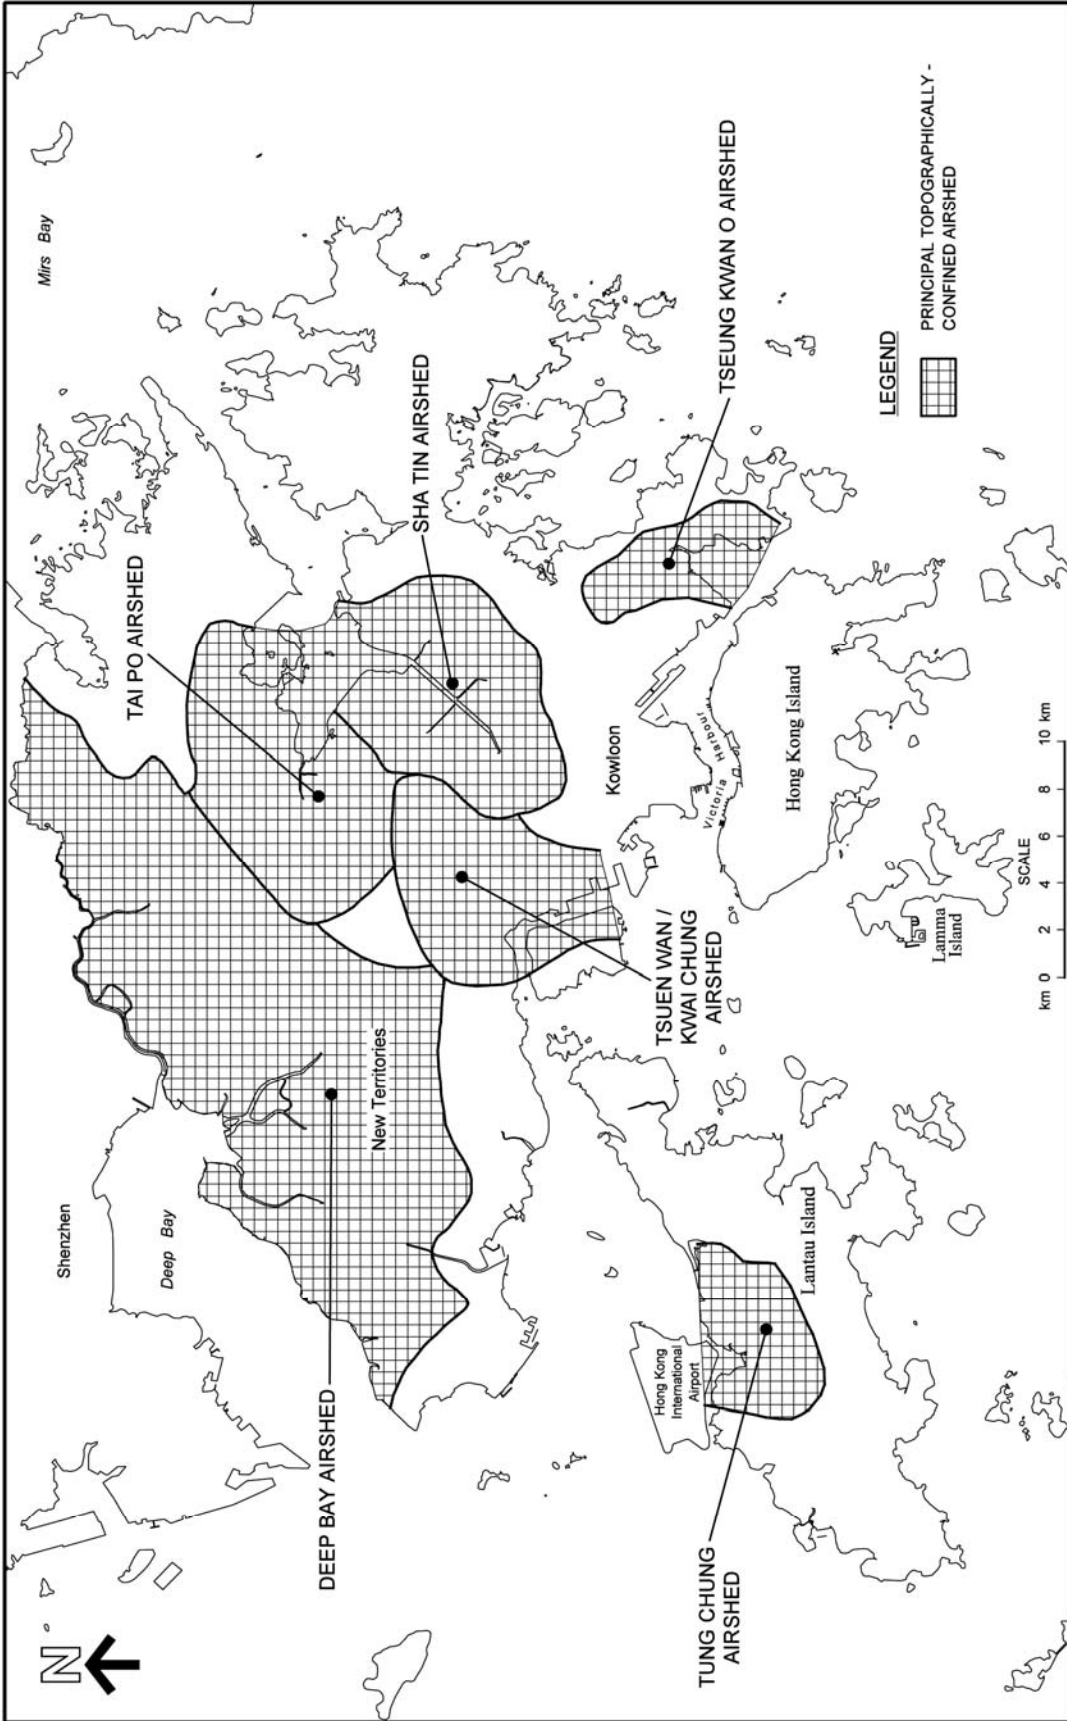 N
Shenzhen
Deep Bay
Mirs Bay
DEEP BAY AIRSHED
TAI PO AIRSHED
New Territories
SHA TIN AIRSHED
Kowloon
TSUEN WAN /
KWAI CHUNG
AIRSHED
TSEUNG KWAN O AIRSHED
Hong Kong
International
Airport
Victoria Harbour
TUNG CHUNG
AIRSHED
Lantau Island
Hong Kong Island
Lamma
Island
LEGEND
PRINCIPAL TOPOGRAPHICALLY -
CONFINED AIRSHED
SCALE
km 0 2 4 6 8 10 km